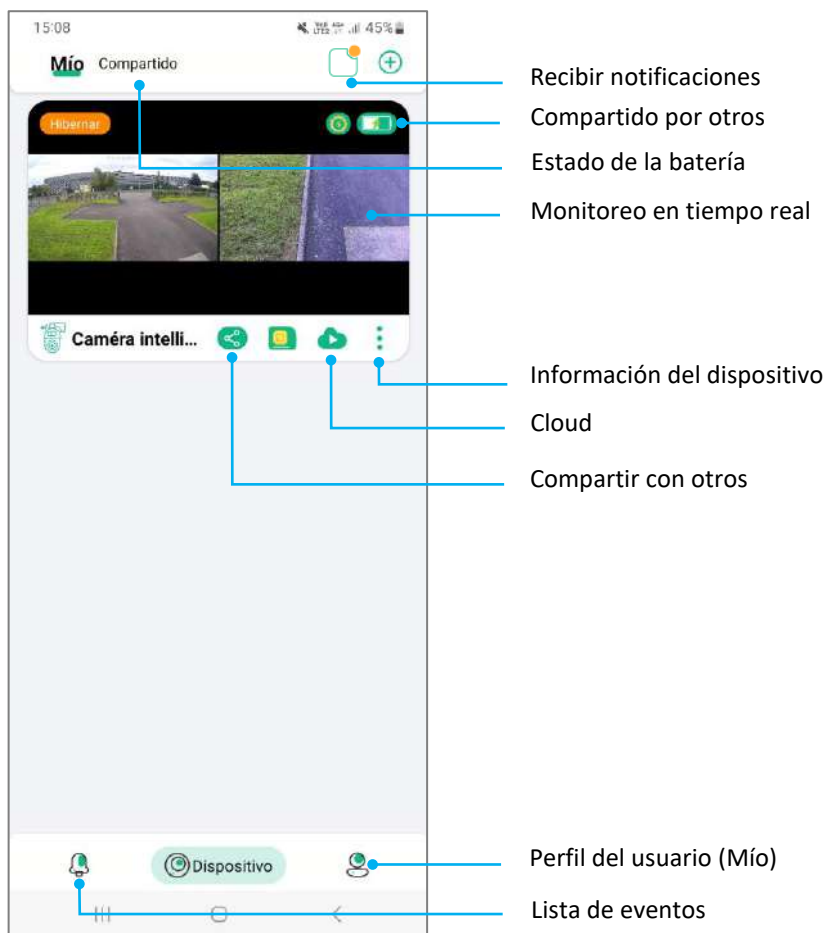 15:08
45%
Mío Compartido
Recibir notificaciones
Hibernar
Compartido por otros
Estado de la batería
Monitoreo en tiempo real
Caméra intelli...
Información del dispositivo
Cloud
Compartir con otros
Dispositivo
Perfil del usuario (Mío)
Lista de eventos